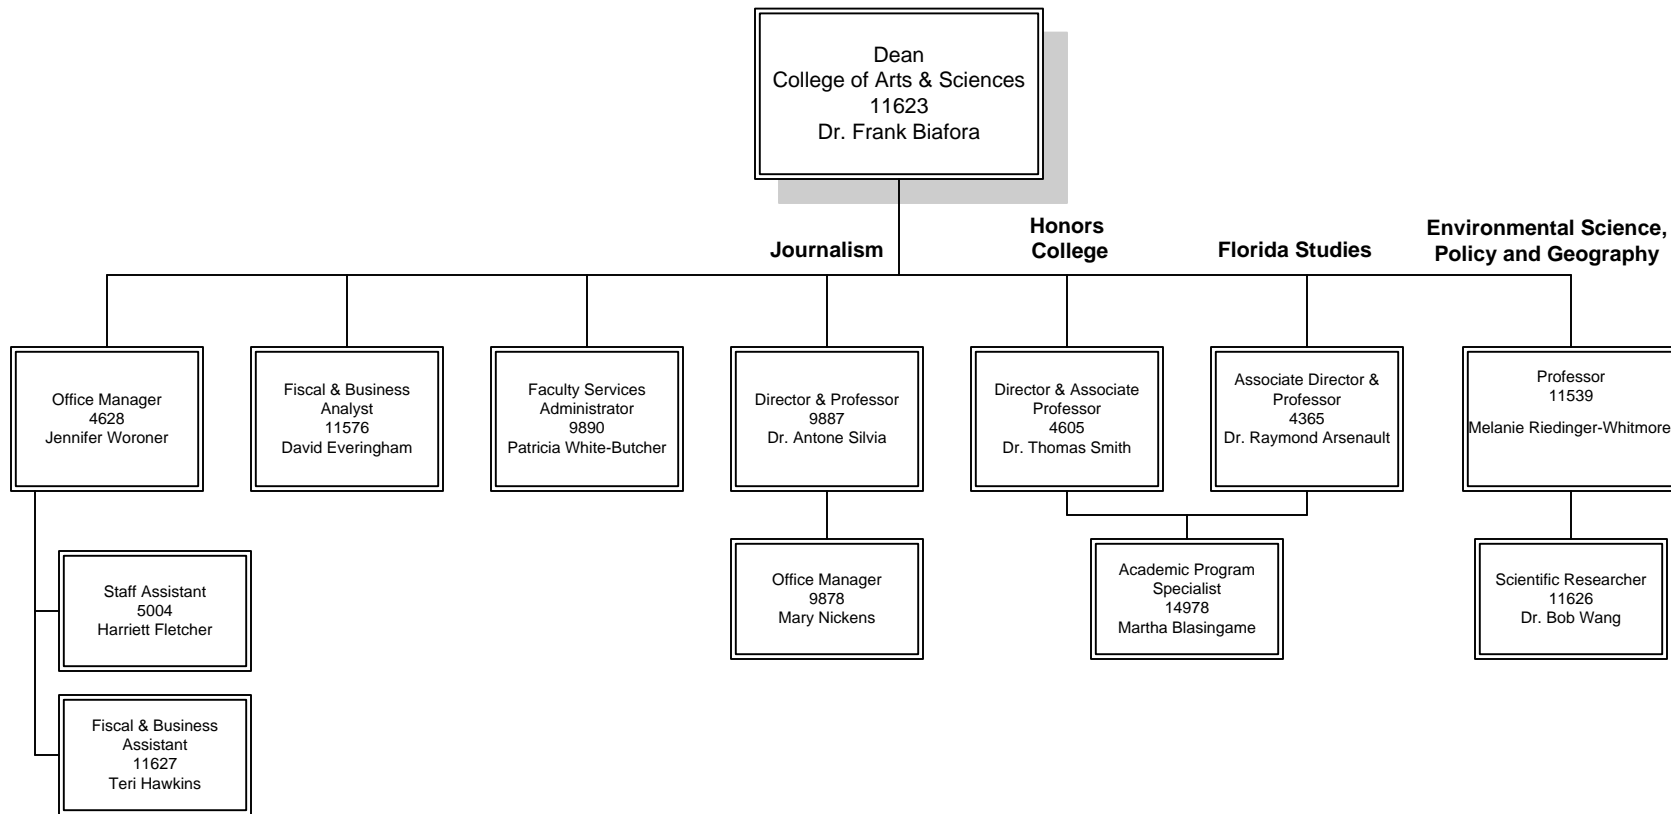 Dean
College of Arts & Sciences
11623
Dr. Frank Biafora
Journalism
Honors
College
Florida Studies
Environmental Science,
Policy and Geography
Office Manager
4628
Jennifer Woroner
Fiscal & Business
Analyst
11576
David Everingham
Faculty Services
Administrator
9890
Patricia White-Butcher
Director & Professor
9887
Dr. Antone Silvia
Director & Associate
Professor
4605
Dr. Thomas Smith
Associate Director &
Professor
4365
Dr. Raymond Arsenault
Professor
11539
Melanie Riedinger-Whitmore
Staff Assistant
5004
Harriett Fletcher
Office Manager
9878
Mary Nickens
Academic Program
Specialist
14978
Martha Blasingame
Scientific Researcher
11626
Dr. Bob Wang
Fiscal & Business
Assistant
11627
Teri Hawkins